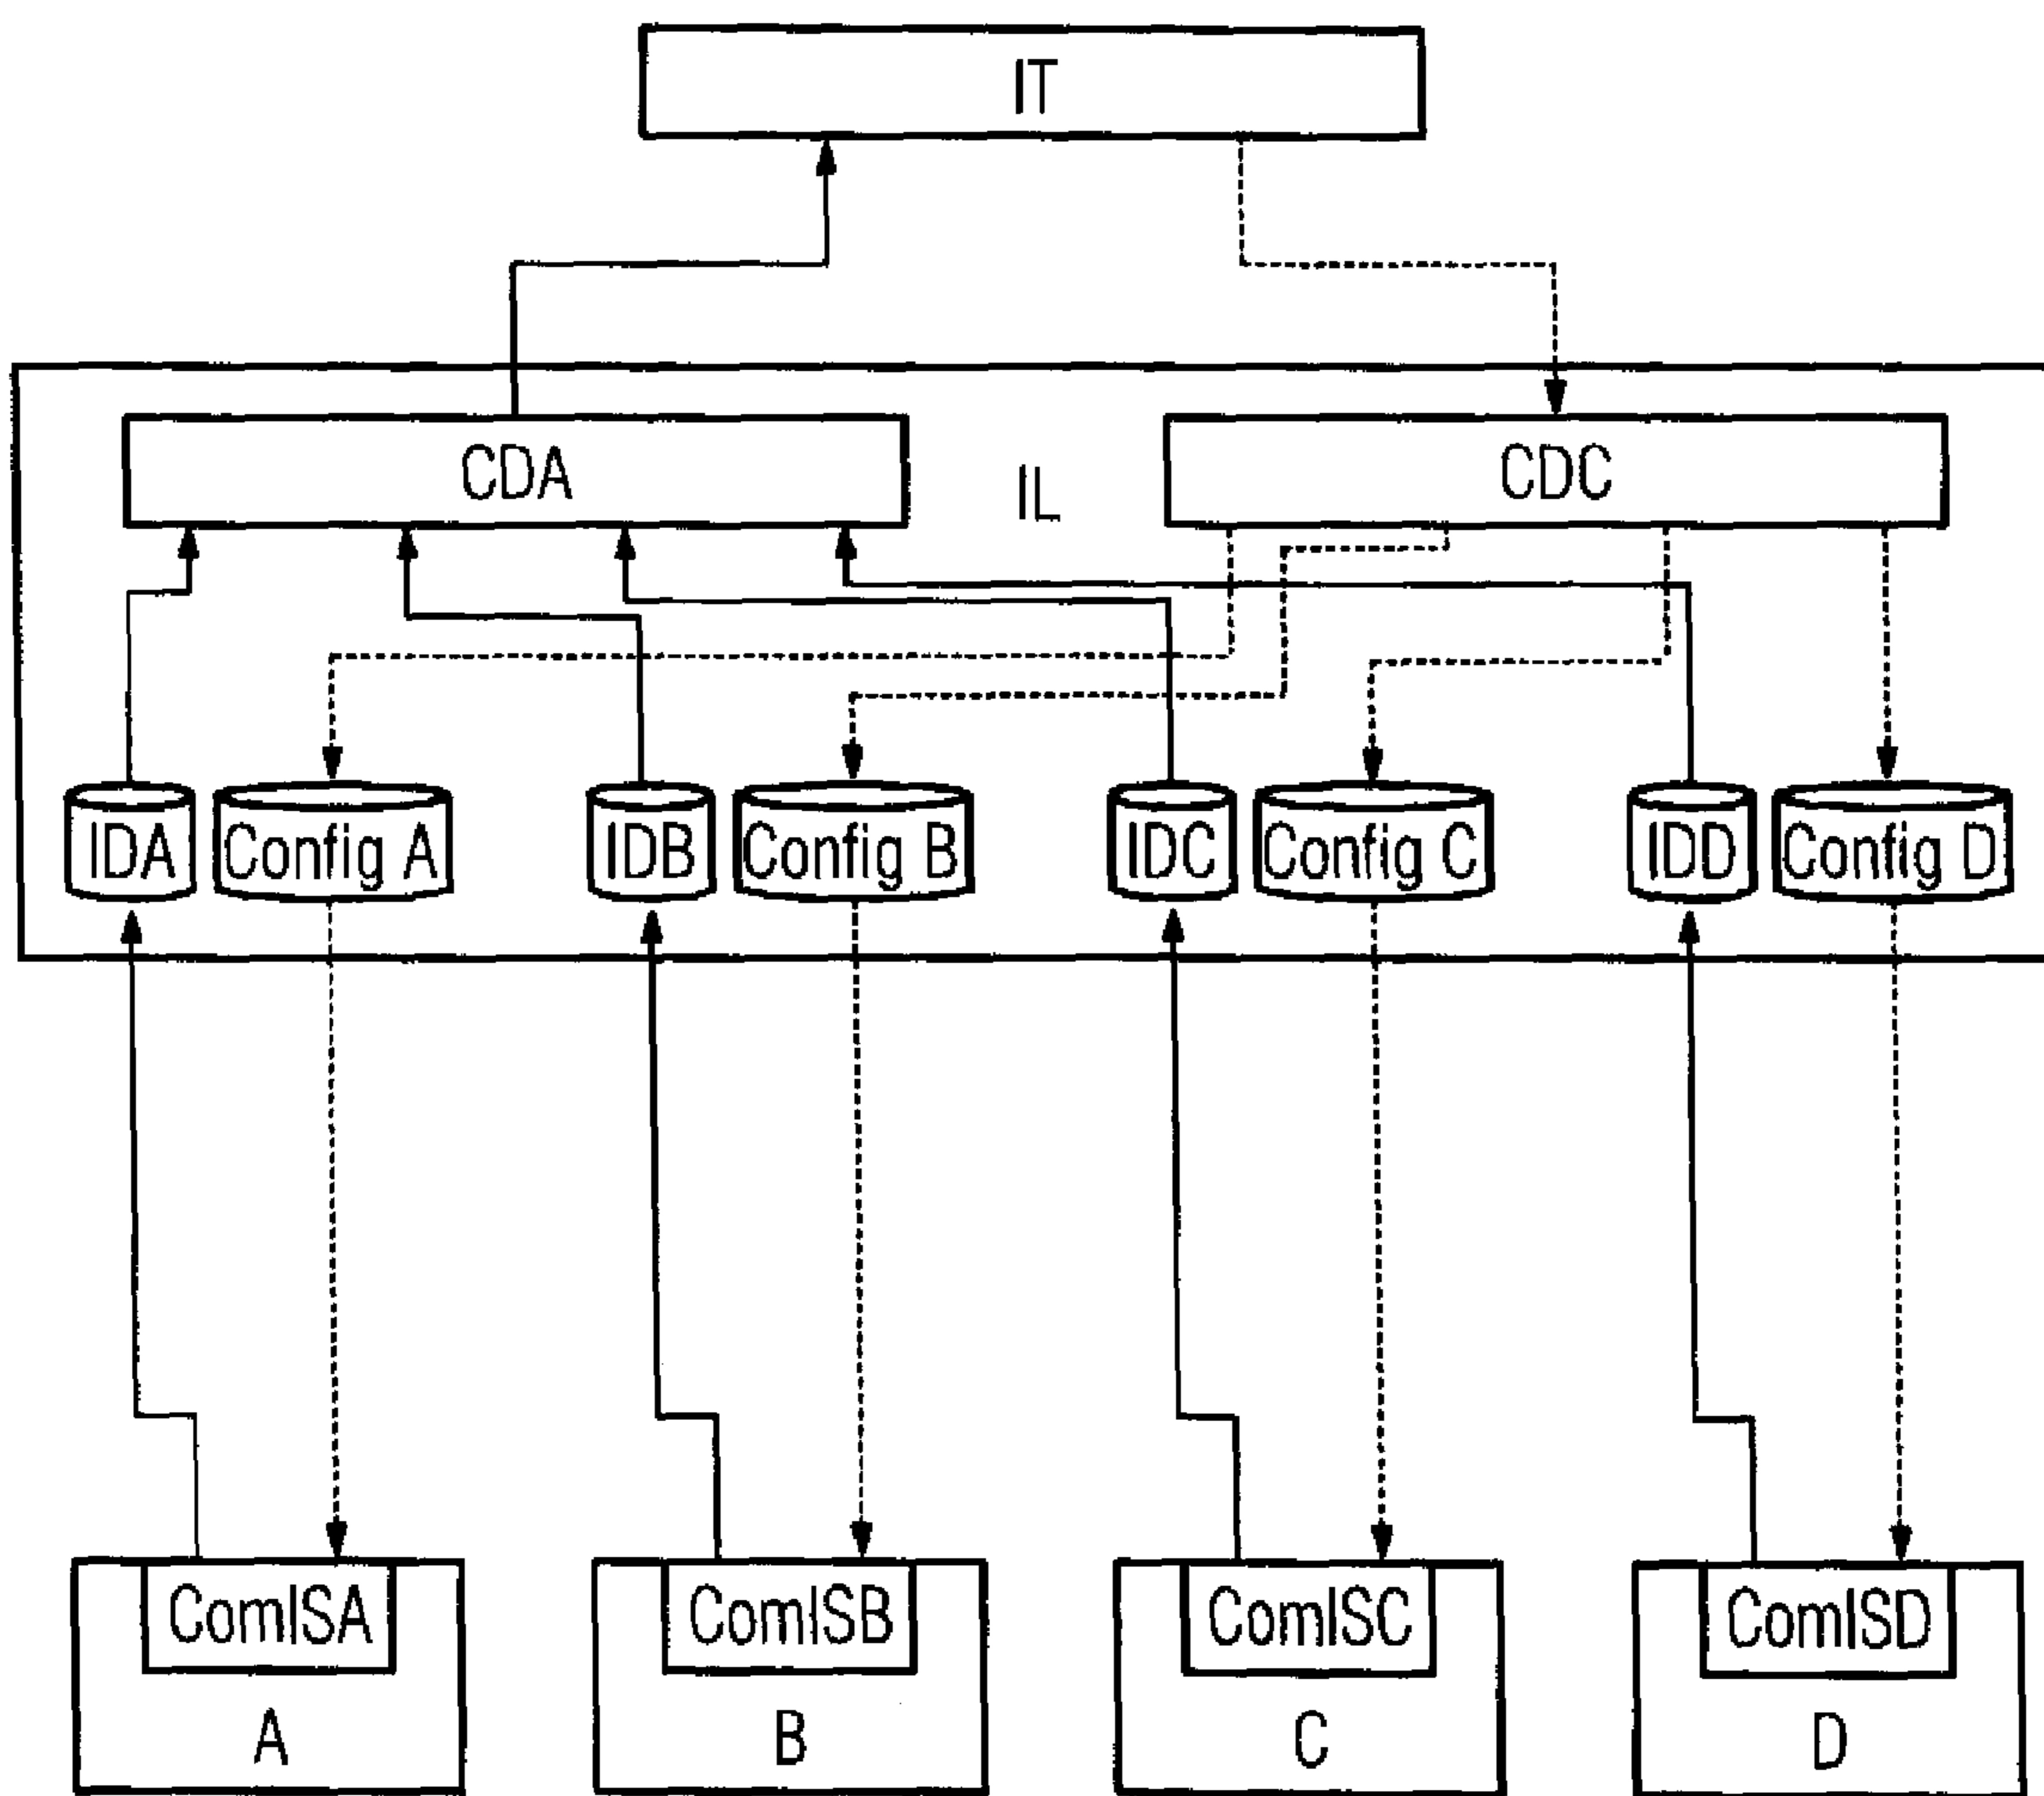 IT
CDA
IL
CDC
IDA
Config A
IDB
Config B
IDC
Config C
IDD
Config D
ComISA
ComISB
ComISC
ComISD
A
B
C
D